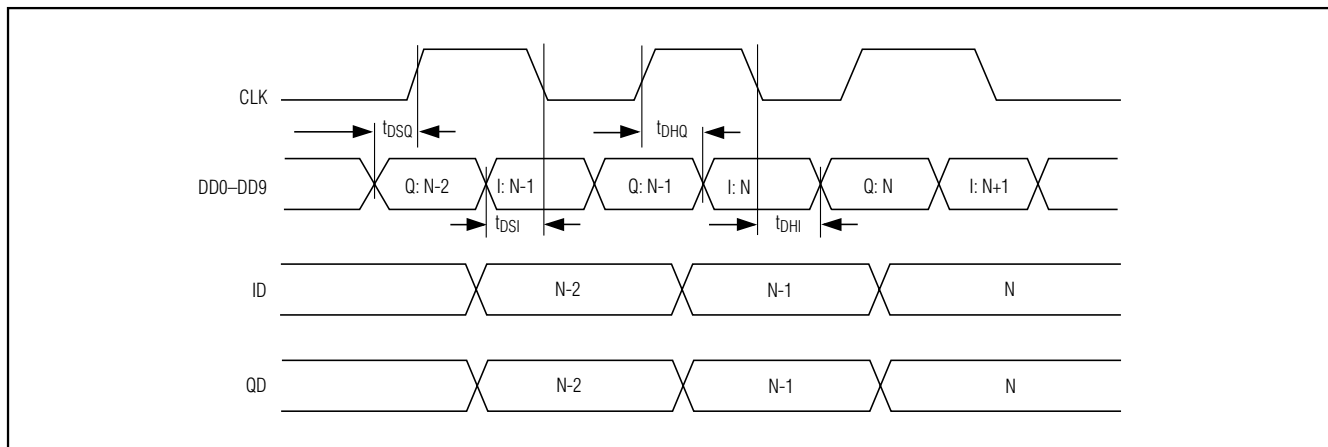 CLK
tDSQ
tDHQ
DD0–DD9
Q: N-2
I: N-1
Q: N-1
I: N
Q: N
I: N+1
tDSI
tDHI
ID
N-2
N-1
N
QD
N-2
N-1
N